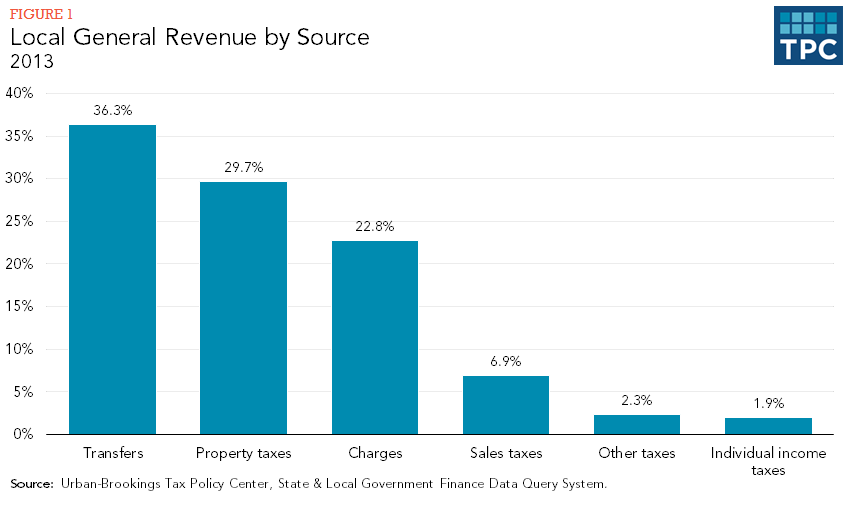 FIGURE 1
Local General Revenue by Source
2013
TPC
40%
35%
30%
25%
20%
15%
10%
5%
0%
36.3%
29.7%
22.8%
6.9%
2.3%
1.9%
Transfers
Property taxes
Charges
Sales taxes
Other taxes
Individual income
taxes
Source: Urban-Brookings Tax Policy Center, State & Local Government Finance Data Query System.